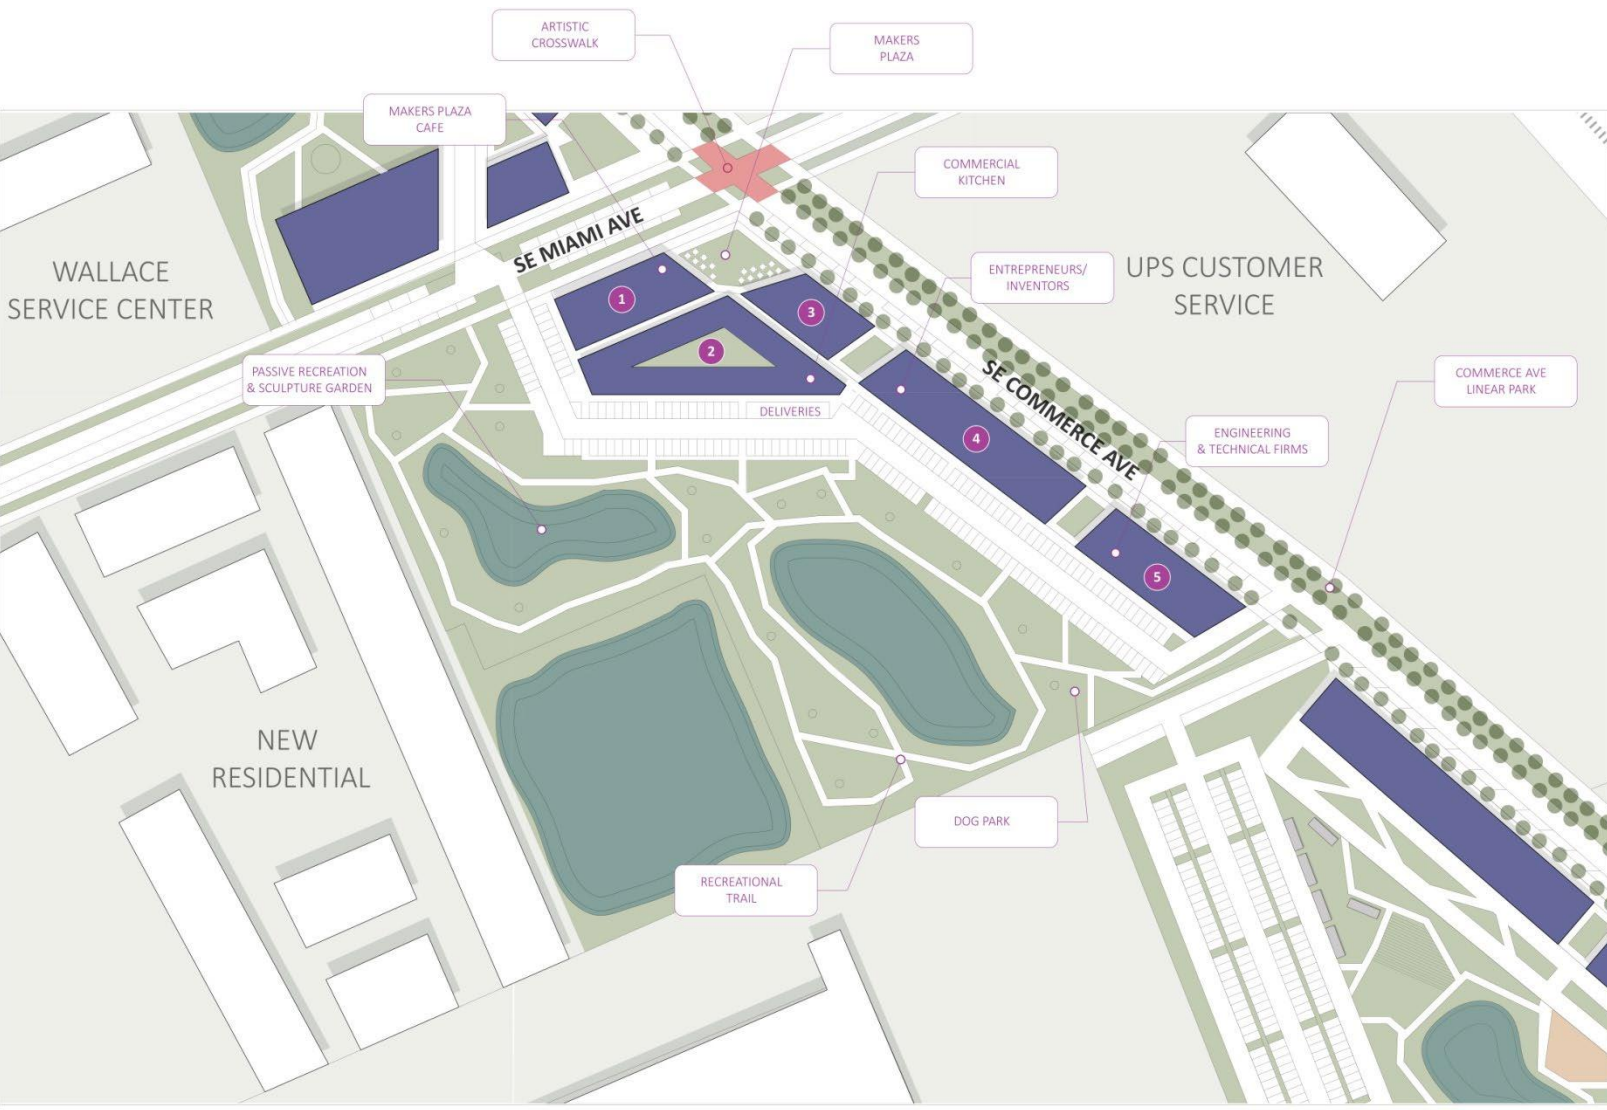 ARTISTIC
CROSSWALK
MAKERS
PLAZA
MAKERS PLAZA
CAFE
COMMERCIAL
KITCHEN
SE MIAMI AVE
ENTREPRENEURS/
INVENTORS
WALLACE
SERVICE CENTER
UPS CUSTOMER
SERVICE
1
3
2
PASSIVE RECREATION
& SCULPTURE GARDEN
SE COMMERCE AVE
COMMERCE AVE
LINEAR PARK
DELIVERIES
4
ENGINEERING
& TECHNICAL FIRMS
5
NEW
RESIDENTIAL
DOG PARK
RECREATIONAL
TRAIL